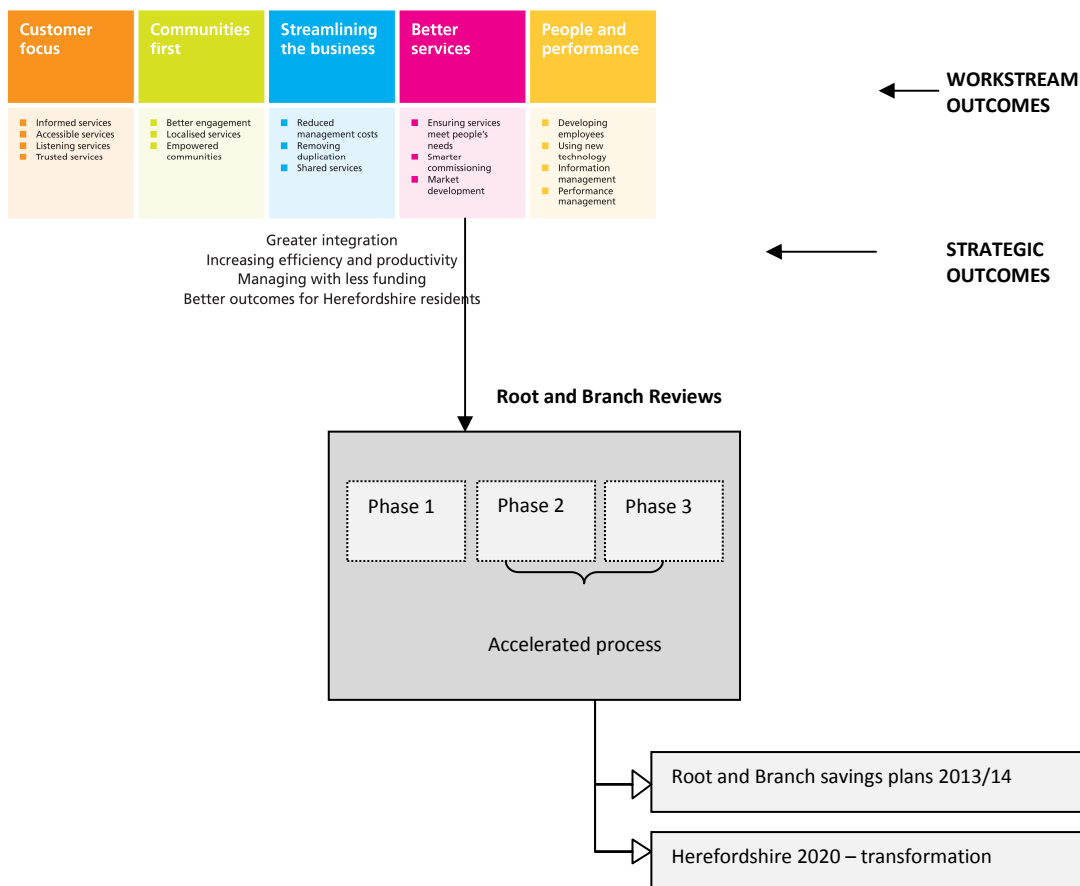 Customer
focus
Communities
first
Streamlining
the business
Better
services
People and
performance
Informed services
Accessible services
Listening services
Trusted services
Better engagement
Localised services
Empowered
communities
Reduced
management costs
Removing
duplication
Shared services
Ensuring services
meet people's
needs
Smarter
commissioning
Market
development
Developing
employees
Using new
technology
Information
management
Performance
management
WORKSTREAM
OUTCOMES
Greater integration
Increasing efficiency and productivity
Managing with less funding
Better outcomes for Herefordshire residents
STRATEGIC
OUTCOMES
Root and Branch Reviews
Phase 1
Phase 2
Phase 3
Accelerated process
Root and Branch savings plans 2013/14
Herefordshire 2020 – transformation